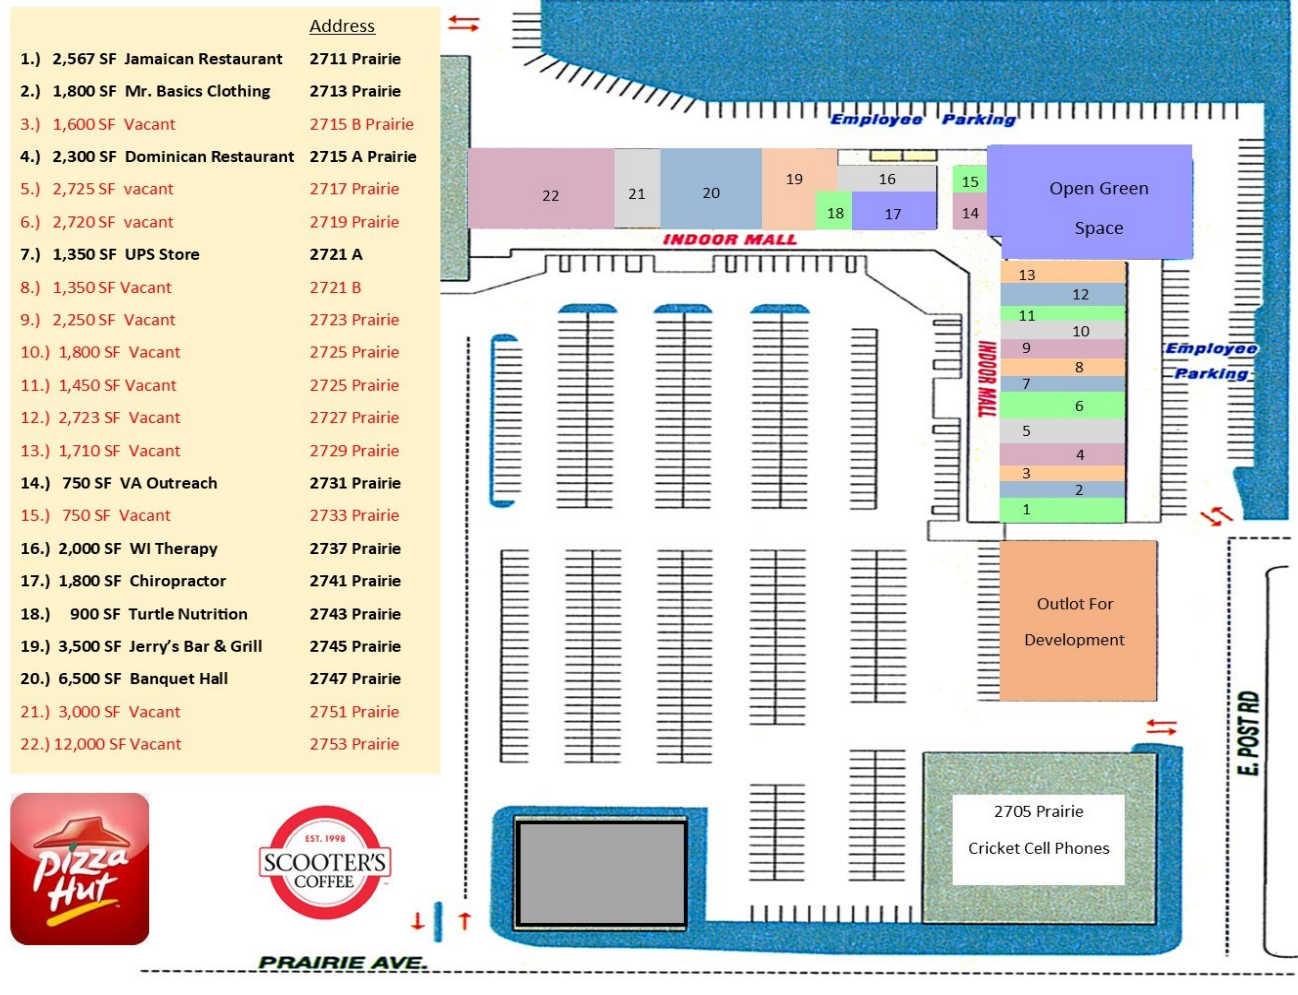 Address
1.) 2,567 SF Jamaican Restaurant 2711 Prairie
2.) 1,800 SF Mr. Basics Clothing 2713 Prairie
3.) 1,600 SF Vacant 2715 B Prairie
4.) 2,300 SF Dominican Restaurant 2715 A Prairie
5.) 2,725 SF vacant 2717 Prairie
6.) 2,720 SF vacant 2719 Prairie
7.) 1,350 SF UPS Store 2721 A
8.) 1,350 SF Vacant 2721 B
9.) 2,250 SF Vacant 2723 Prairie
10.) 1,800 SF Vacant 2725 Prairie
11.) 1,450 SF Vacant 2725 Prairie
12.) 2,723 SF Vacant 2727 Prairie
13.) 1,710 SF Vacant 2729 Prairie
14.) 750 SF VA Outreach 2731 Prairie
15.) 750 SF Vacant 2733 Prairie
16.) 2,000 SF WI Therapy 2737 Prairie
17.) 1,800 SF Chiropractor 2741 Prairie
18.) 900 SF Turtle Nutrition 2743 Prairie
19.) 3,500 SF Jerry's Bar & Grill 2745 Prairie
20.) 6,500 SF Banquet Hall 2747 Prairie
21.) 3,000 SF Vacant 2751 Prairie
22.) 12,000 SF Vacant 2753 Prairie
Employee Parking
22
21
20
19
16
18
17
15
14
Open Green
Space
INDOOR MALL
13
12
11
10
9
8
7
6
5
4
3
2
1
INDOOR MALL
Employee
Parking
Outlot For
Development
E. POST RD
2705 Prairie
Cricket Cell Phones
Pizza
Hut
EST. 1998
SCOOTER'S
COFFEE
PRAIRIE AVE.